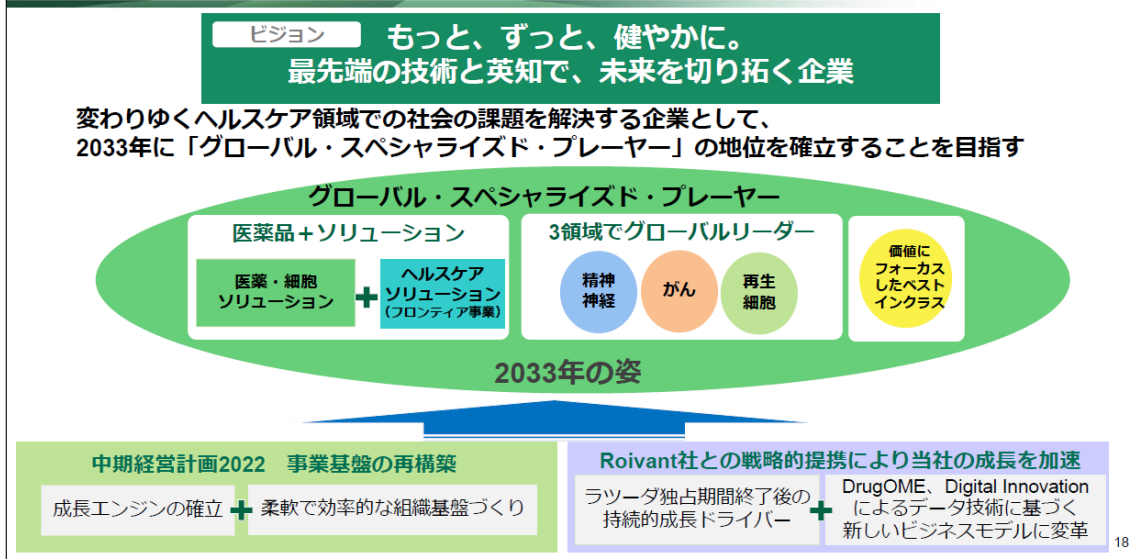 ビジョン
もっと、ずっと、健やかに。
最先端の技術と英知で、未来を切り拓く企業
変わりゆくヘルスケア領域での社会の課題を解決する企業として、
2033年に「グローバル・スペシャライズド・プレーヤー」の地位を確立することを目指す
グローバル・スペシャライズド・プレーヤー
医薬品＋ソリューション
医薬・細胞
ソリューション
+
ヘルスケア
ソリューション
（フロンティア事業）
3領域でグローバルリーダー
精神
神経
がん
再生
細胞
価値に
フォーカス
したベスト
インクラス
2033年の姿
中期経営計画2022　事業基盤の再構築
成長エンジンの確立
+
柔軟で効率的な組織基盤づくり
Roivant社との戦略的提携により当社の成長を加速
ラツーダ独占期間終了後の
持続的成長ドライバー
+
DrugOME、Digital Innovation
によるデータ技術に基づく
新しいビジネスモデルに変革
18